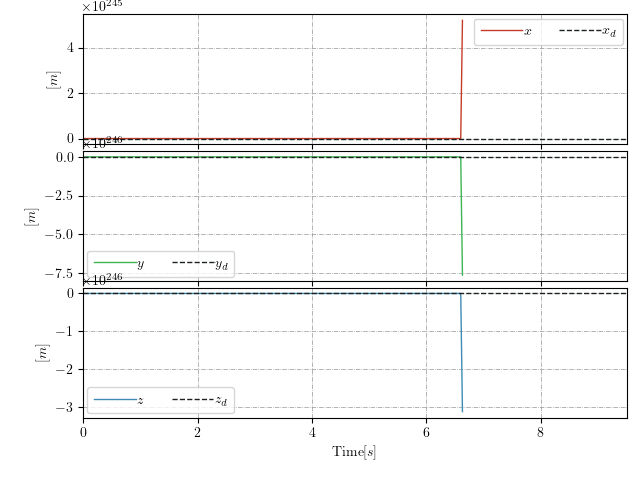 ×10^245
4
2
0
[m]
x
x_d
×10^246
0.0
−2.5
−5.0
−7.5
[m]
y
y_d
×10^246
0
−1
−2
−3
[m]
z
z_d
0 2 4 6 8
Time[s]